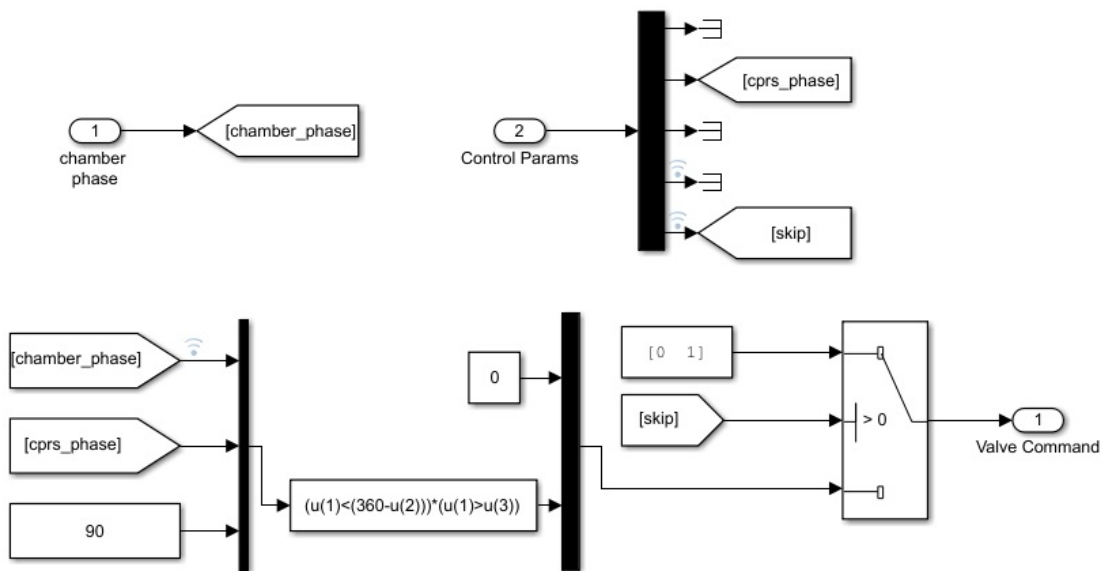 1
chamber
phase
[chamber_phase]
2
Control Params
[cprs_phase]
[skip]
[chamber_phase]
[cprs_phase]
90
(u(1)<(360-u(2)))*(u(1)>u(3))
0
[0 1]
[skip]
> 0
1
Valve Command